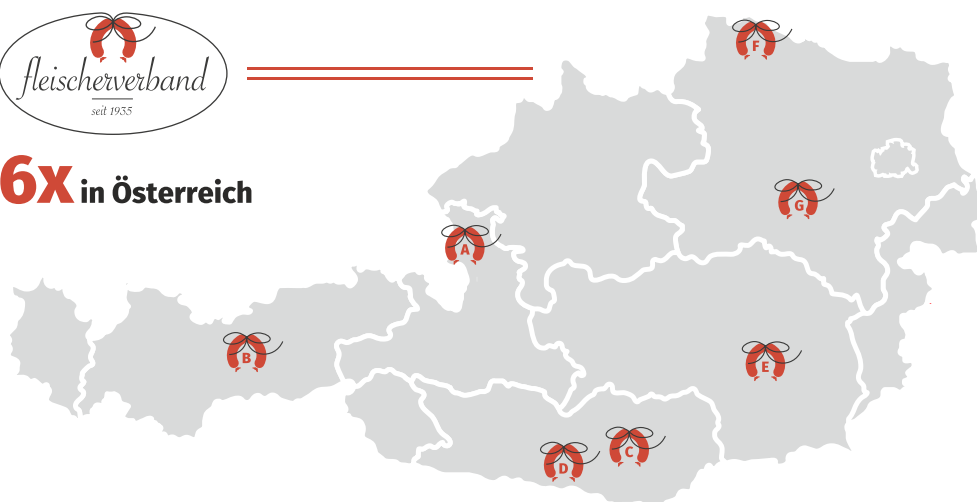 fleischerverband
seit 1935
6x in Österreich
F
G
A
B
E
C
D